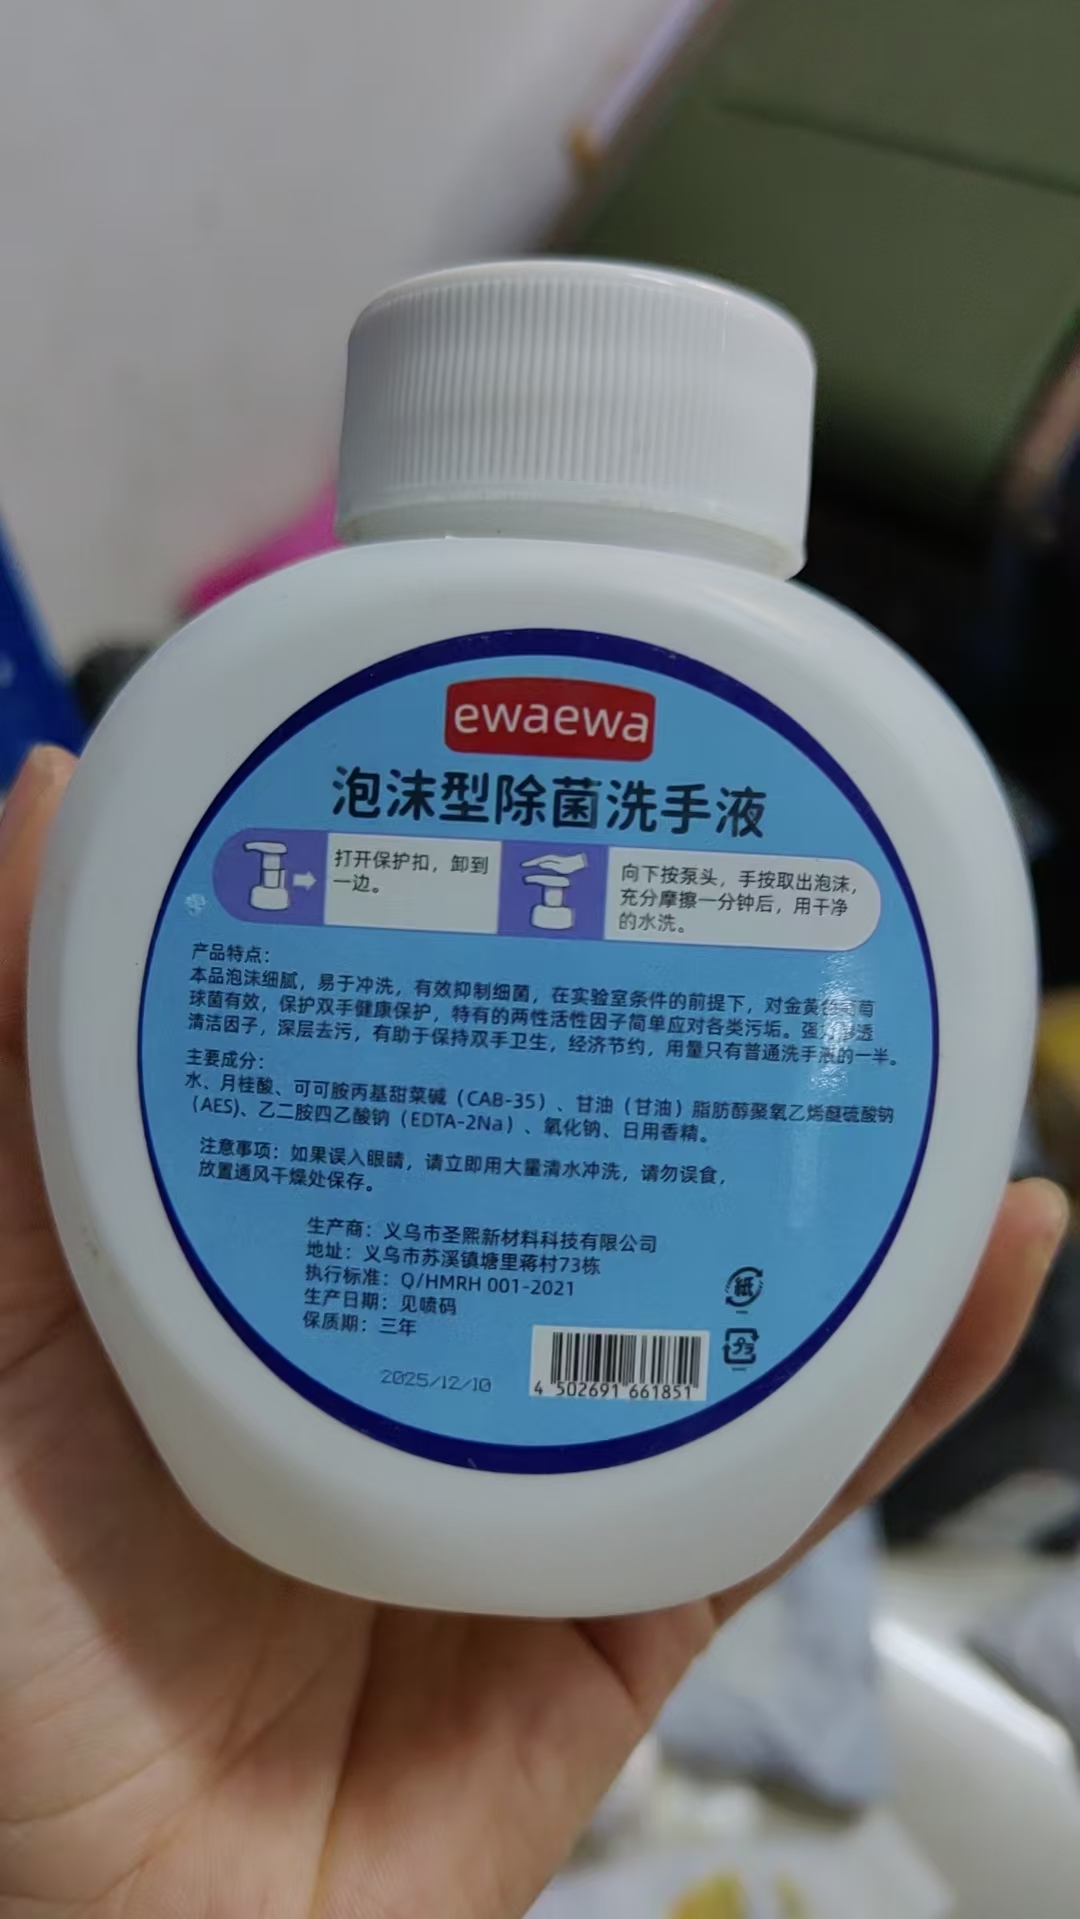 ewaewa
泡沫型除菌洗手液
打开保护扣，卸到
一边。
向下按泵头，手按取出泡沫，
充分摩擦一分钟后，用干净
的水洗。
产品特点：
本品泡沫细腻，易于冲洗，有效抑制细菌，在实验室条件的前提下，对金黄色葡萄
球菌有效，保护双手健康保护，特有的两性活性因子简单应对各类污垢。强力渗透
清洁因子，深层去污，有助于保持双手卫生，经济节约，用量只有普通洗手液的一半。
主要成分：
水、月桂酸、可可胺丙基甜菜碱（CAB-35）、甘油（甘油）脂肪醇聚氧乙烯醚硫酸钠
（AES)、乙二胺四乙酸钠（EDTA-2Na）、氧化钠、日用香精。
注意事项：如果误入眼睛，请立即用大量清水冲洗，请勿误食，
放置通风干燥处保存。
生产商：义乌市圣熙新材料科技有限公司
地址：义乌市苏溪镇塘里蒋村73栋
执行标准：Q/HMRH 001-2021
生产日期：见喷码
保质期：三年
2025/12/10
4 502691 661851
紙
プラ